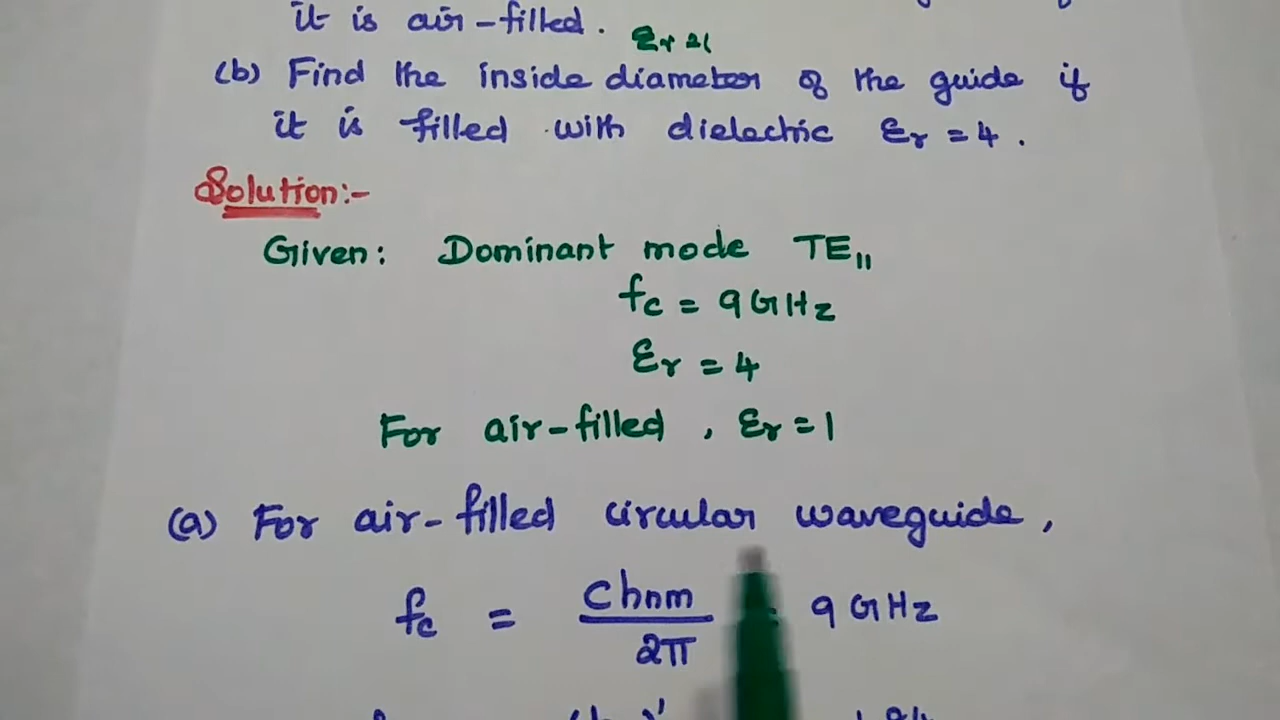 it is air-filled. εr=1
(b) Find the inside diameter of the guide if
it is filled with dielectric εr = 4.
Solution:-
Given: Dominant mode TE₁₁
fc = 9 GHz
εr = 4
For air-filled, εr = 1
(a) For air-filled circular waveguide,
fc = Chnm / 2π = 9 GHz